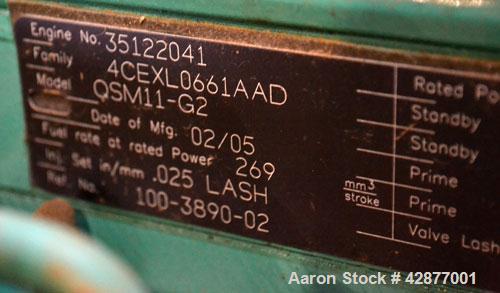 Engine No. 35122041
Family 4CEXL0661AAD
Model QSM11-G2
Date of Mfg. 02/05
Fuel rate at rated Power 269
mm3
stroke
Inj. Set in/mm .025 LASH
Ref. No. 100-3890-02
Rated Po
Standby
Standby
Prime
Prime
Valve Lash
Aaron Stock # 42877001